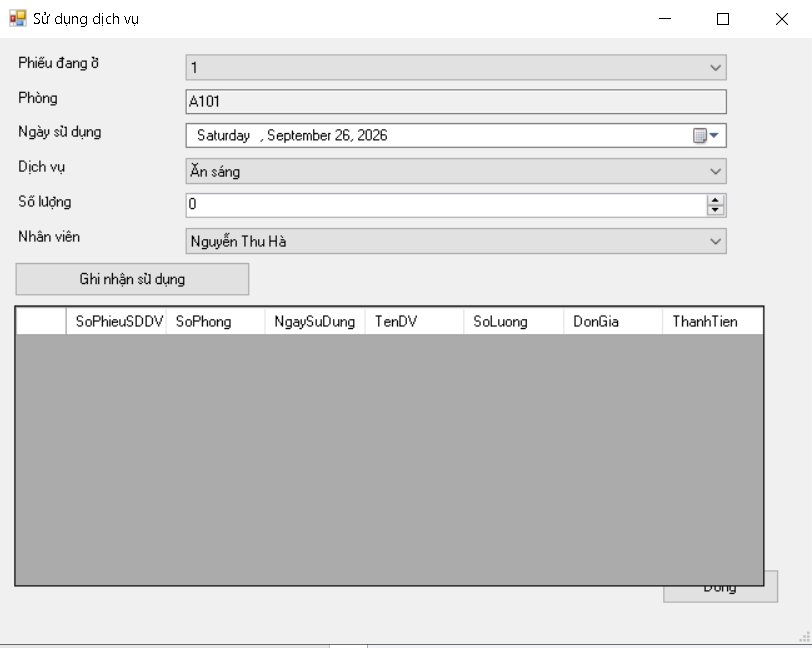 Sử dụng dịch vụ
Phiếu đang ở
1
Phòng
A101
Ngày sử dụng
Saturday , September 26, 2026
Dịch vụ
Ăn sáng
Số lượng
0
Nhân viên
Nguyễn Thu Hà
Ghi nhận sử dụng
SoPhieuSDDV SoPhong NgaySuDung TenDV SoLuong DonGia ThanhTien
Đóng